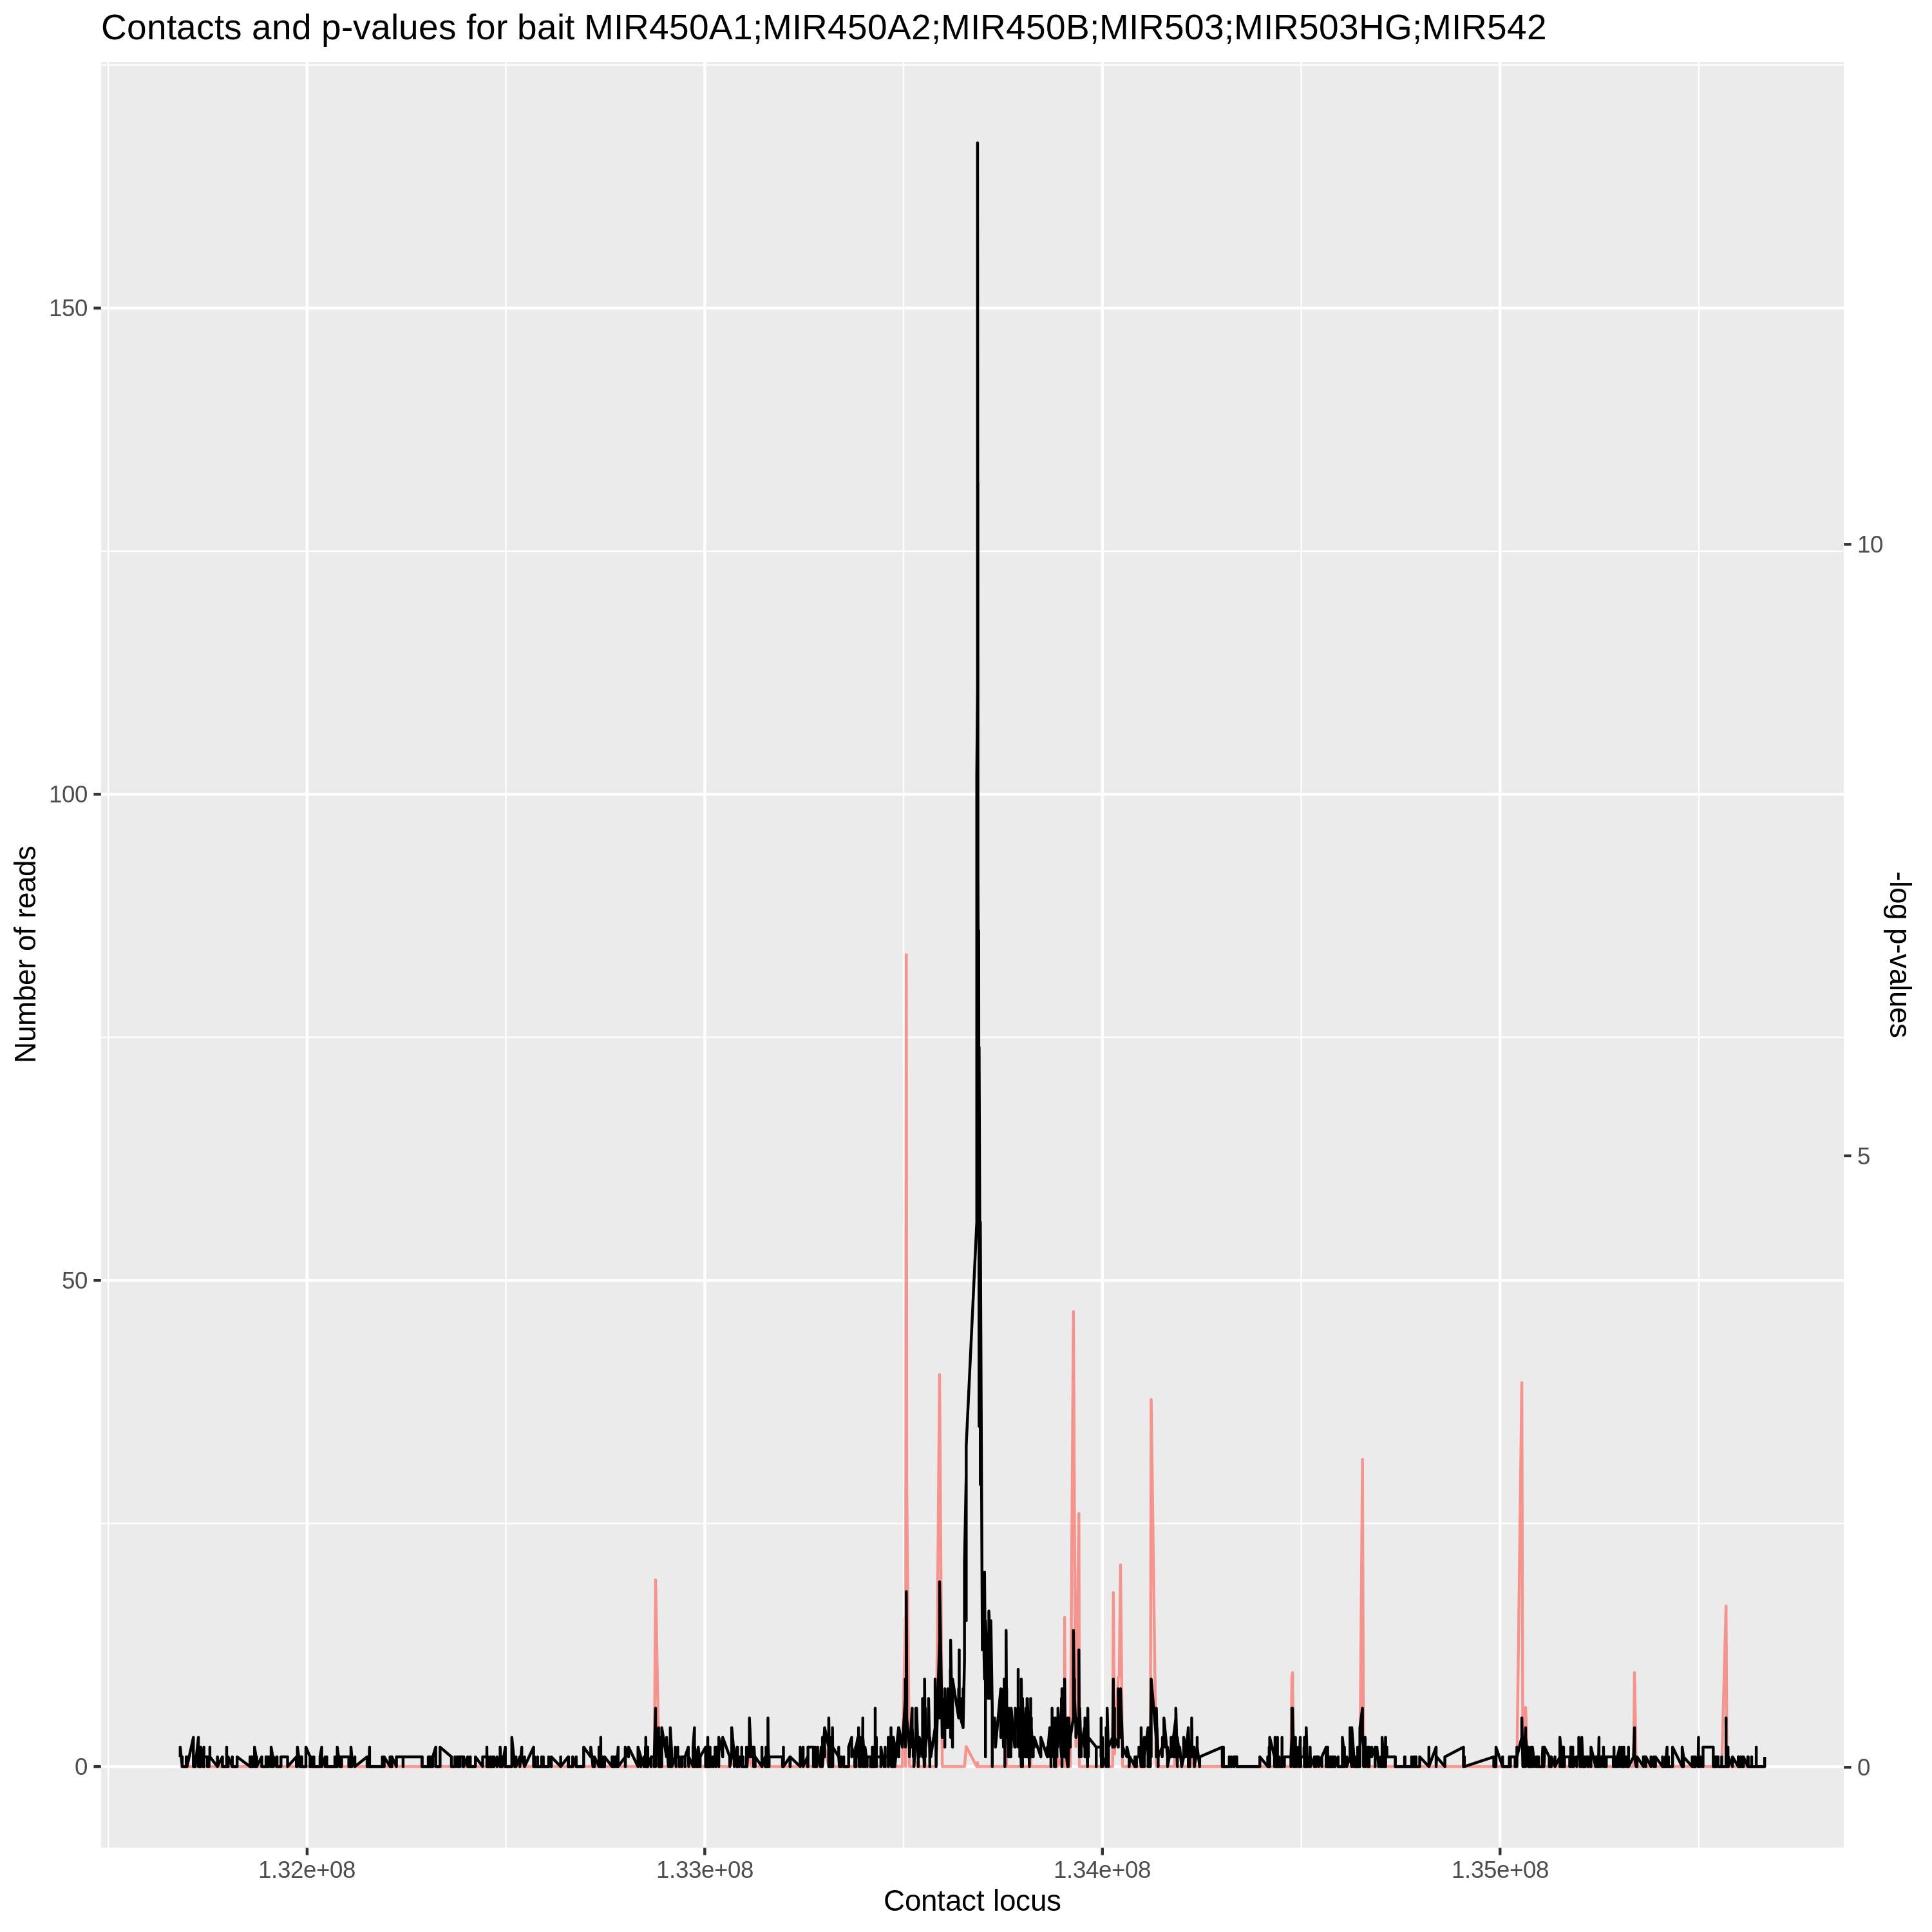 Contacts and p-values for bait MIR450A1;MIR450A2;MIR450B;MIR503;MIR503HG;MIR542
150
100
50
0
Number of reads
10
5
0
-log p-values
1.32e+08
1.33e+08
1.34e+08
1.35e+08
Contact locus